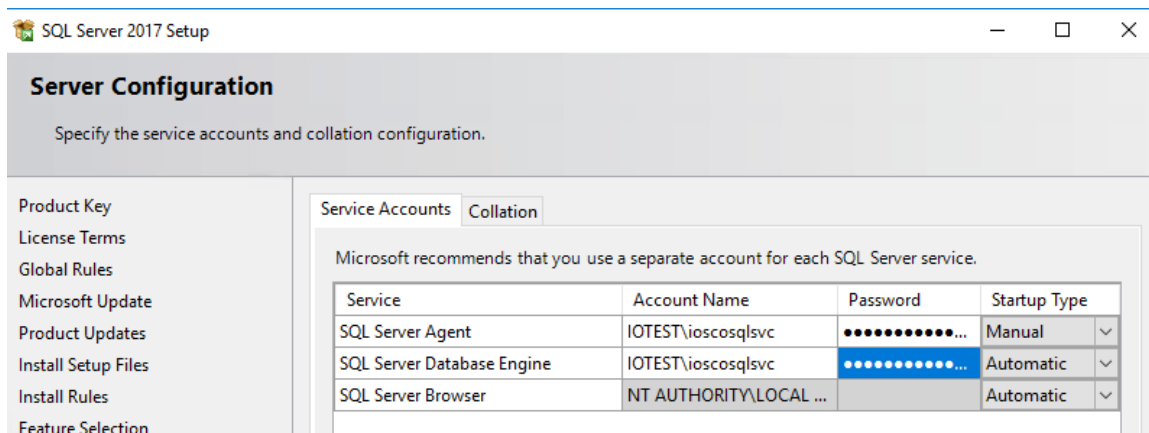 SQL Server 2017 Setup
Server Configuration
Specify the service accounts and collation configuration.
Product Key
License Terms
Global Rules
Microsoft Update
Product Updates
Install Setup Files
Install Rules
Feature Selection
Service Accounts Collation
Microsoft recommends that you use a separate account for each SQL Server service.
Service Account Name Password Startup Type
SQL Server Agent IOTEST\ioscosqlsvc ●●●●●●●●●●●... Manual
SQL Server Database Engine IOTEST\ioscosqlsvc ●●●●●●●●●●●... Automatic
SQL Server Browser NT AUTHORITY\LOCAL ... Automatic